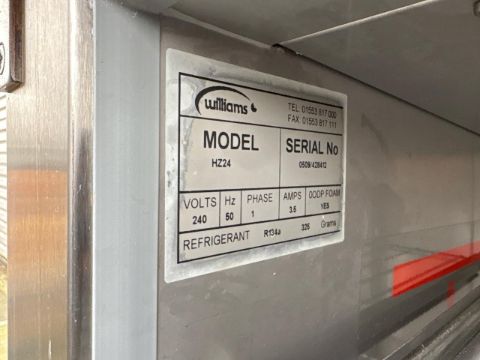 williams
TEL. 01553 817 000
FAX: 01553 817 111
MODEL
HZ24
SERIAL No
0509/428412
VOLTS
240
Hz
50
PHASE
1
AMPS
3.5
0ODP FOAM
YES
REFRIGERANT R134a 325 Grams